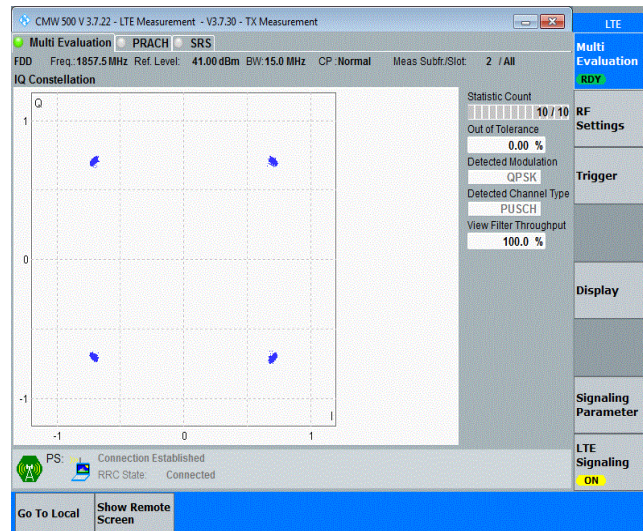 CMW 500 V 3.7.22 - LTE Measurement - V3.7.30 - TX Measurement
LTE
Multi Evaluation PRACH SRS
Multi
Evaluation
RDY
FDD Freq.:1857.5 MHz Ref. Level: 41.00 dBm BW:15.0 MHz CP :Normal Meas Subfr./Slot: 2 / All
IQ Constellation
Q
1
0
-1
-1 0 1
I
Statistic Count
10 / 10
Out of Tolerance
0.00 %
Detected Modulation
QPSK
Detected Channel Type
PUSCH
View Filter Throughput
100.0 %
RF
Settings
Trigger
Display
Signaling
Parameter
LTE
Signaling
ON
PS: Connection Established
RRC State: Connected
Go To Local
Show Remote
Screen